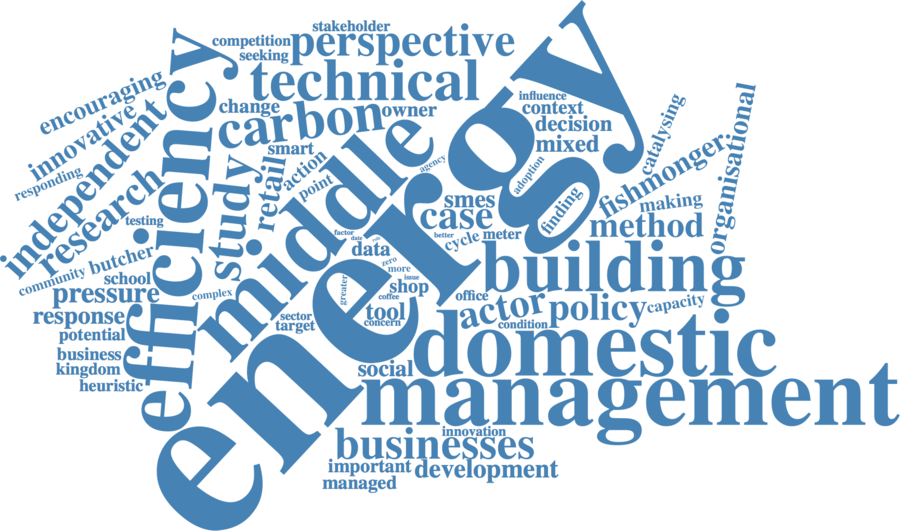 stakeholder
competition
perspective
seeking
technical
encouraging
efficiency
energy
change
carbon
owner
influence
context
decision
mixed
catalysing
organisational
innovative
independent
responding
research
study
retail
smart
action
point
middle
agency
adoption
finding
fishmonger
making
method
testing
smes
case
better
cycle
meter
factor
date
data
zero
more
issue
butcher
community
school
pressure
complex
greater
shop
coffee
tool
concern
office
building
actor
policy
capacity
condition
response
potential
sector
target
business
kingdom
heuristic
social
domestic
management
innovation
businesses
important
development
managed